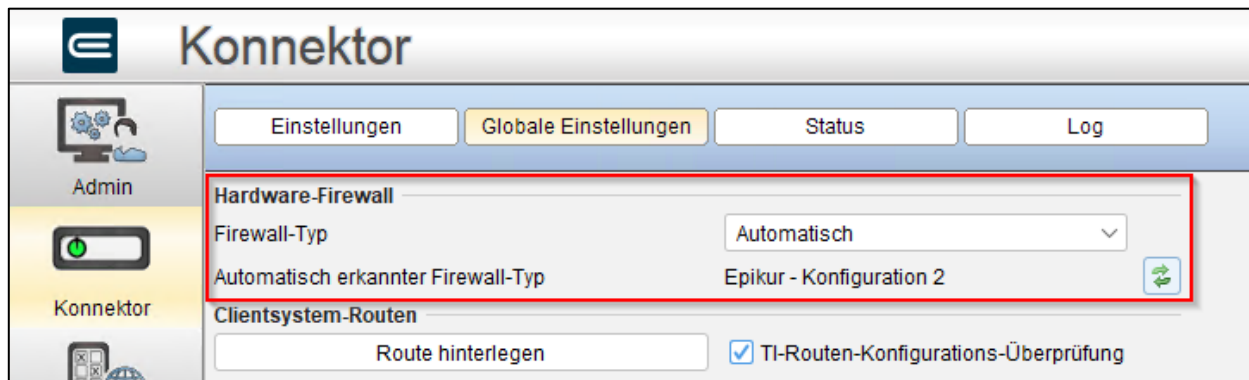 Konnektor
Einstellungen Globale Einstellungen Status Log
Admin
Hardware-Firewall
Firewall-Typ Automatisch
Automatisch erkannter Firewall-Typ Epikur - Konfiguration 2
Konnektor
Clientsystem-Routen
Route hinterlegen TI-Routen-Konfigurations-Überprüfung